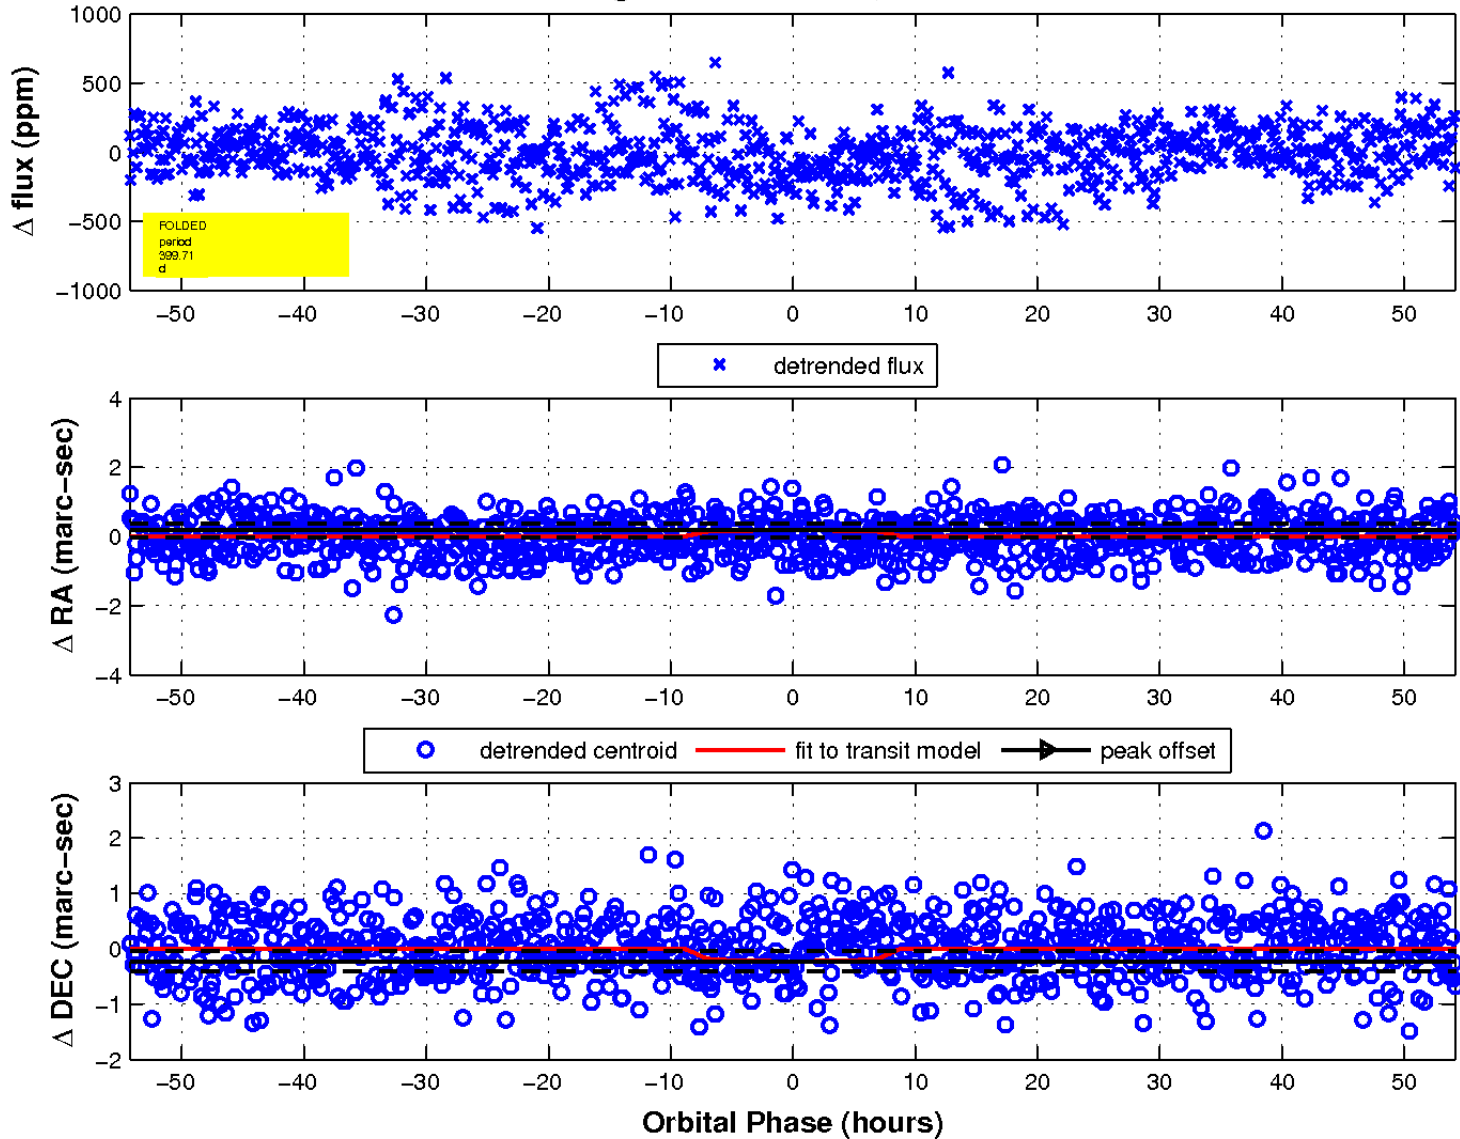 1000
500
0
−500
−1000
Δ flux (ppm)
FOLDED
period
399.71
d
−50 −40 −30 −20 −10 0 10 20 30 40 50
detrended flux
4
2
0
−2
−4
Δ RA (marc−sec)
−50 −40 −30 −20 −10 0 10 20 30 40 50
detrended centroid fit to transit model peak offset
3
2
1
0
−1
−2
Δ DEC (marc−sec)
−50 −40 −30 −20 −10 0 10 20 30 40 50
Orbital Phase (hours)